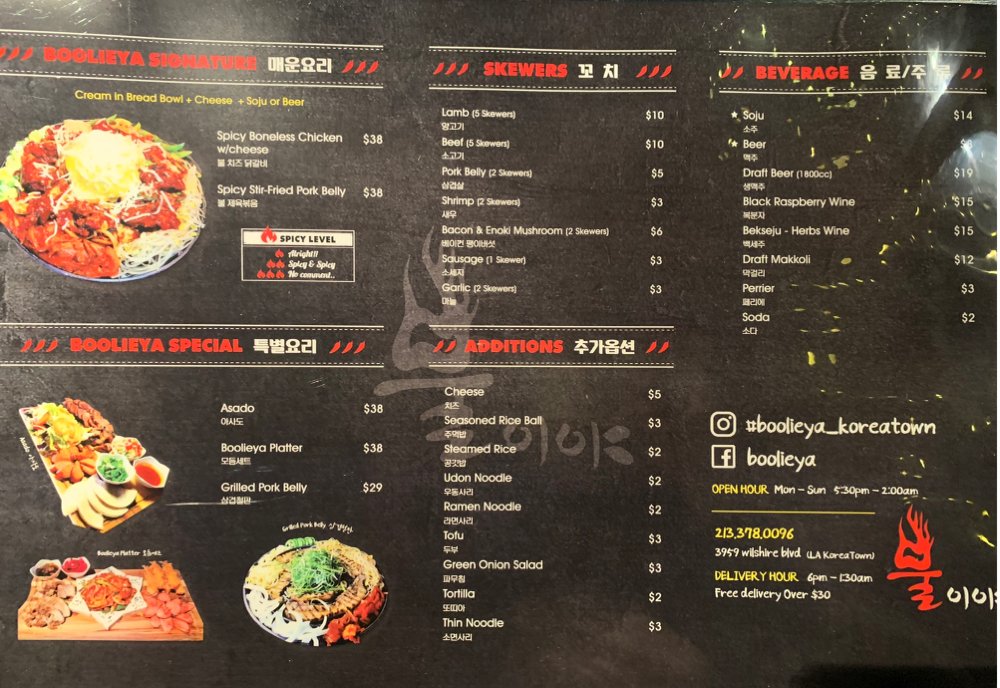 BOOLIEYA SIGNATURE 매운요리
Cream in Bread Bowl + Cheese + Soju or Beer
Spicy Boneless Chicken $38
w/cheese
불 치즈 닭갈비
Spicy Stir-Fried Pork Belly $38
불 제육볶음
SPICY LEVEL
Alright!!!
Spicy & Spicy
No comment..
BOOLIEYA SPECIAL 특별요리
Asado $38
아사도
Boolieya Platter $38
모듬세트
Grilled Pork Belly $29
삼겹철판
Asado 아사도
Boolieya Platter 모듬세트
Grilled Pork Belly 삼겹철판
SKEWERS 꼬 치
Lamb (5 Skewers) $10
양고기
Beef (5 Skewers) $10
소고기
Pork Belly (2 Skewers) $5
삼겹살
Shrimp (2 Skewers) $3
새우
Bacon & Enoki Mushroom (2 Skewers) $6
베이컨 팽이버섯
Sausage (1 Skewer) $3
소세지
Garlic (2 Skewers) $3
마늘
ADDITIONS 추가옵션
Cheese $5
치즈
Seasoned Rice Ball $3
주먹밥
Steamed Rice $2
공깃밥
Udon Noodle $2
우동사리
Ramen Noodle $2
라면사리
Tofu $3
두부
Green Onion Salad $3
파무침
Tortilla $2
또띠아
Thin Noodle $3
소면사리
불이야
BEVERAGE 음 료/주
Soju $14
소주
Beer
맥주
Draft Beer (1800cc) $19
생맥주
Black Raspberry Wine $15
복분자
Bekseju - Herbs Wine $15
백세주
Draft Makkoli $12
막걸리
Perrier $3
페리에
Soda $2
소다
#boolieya_koreatown
boolieya
OPEN HOUR Mon - Sun 5:30pm - 2:00am
213.378.0096
3959 wilshire blvd (LA KoreaTown)
DELIVERY HOUR 6pm - 1:30am
Free delivery Over $30
불이야